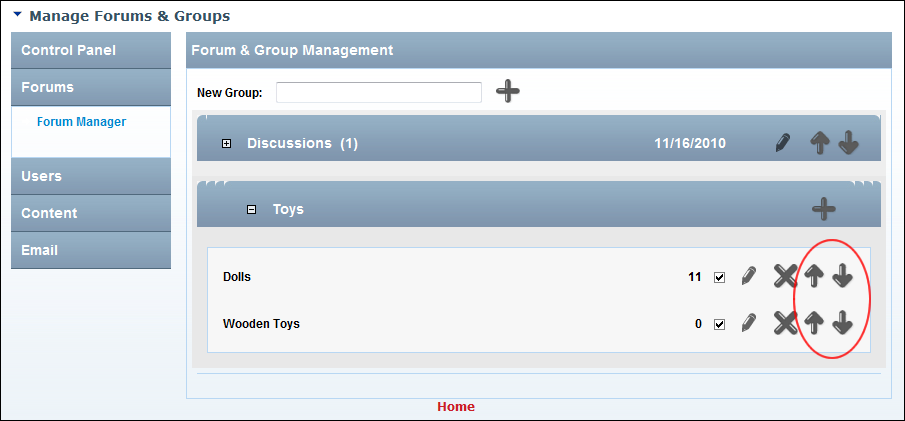 Manage Forums & Groups
Control Panel
Forums
Forum Manager
Users
Content
Email
Forum & Group Management
New Group:
Discussions (1) 11/16/2010
Toys
Dolls 11
Wooden Toys 0
Home